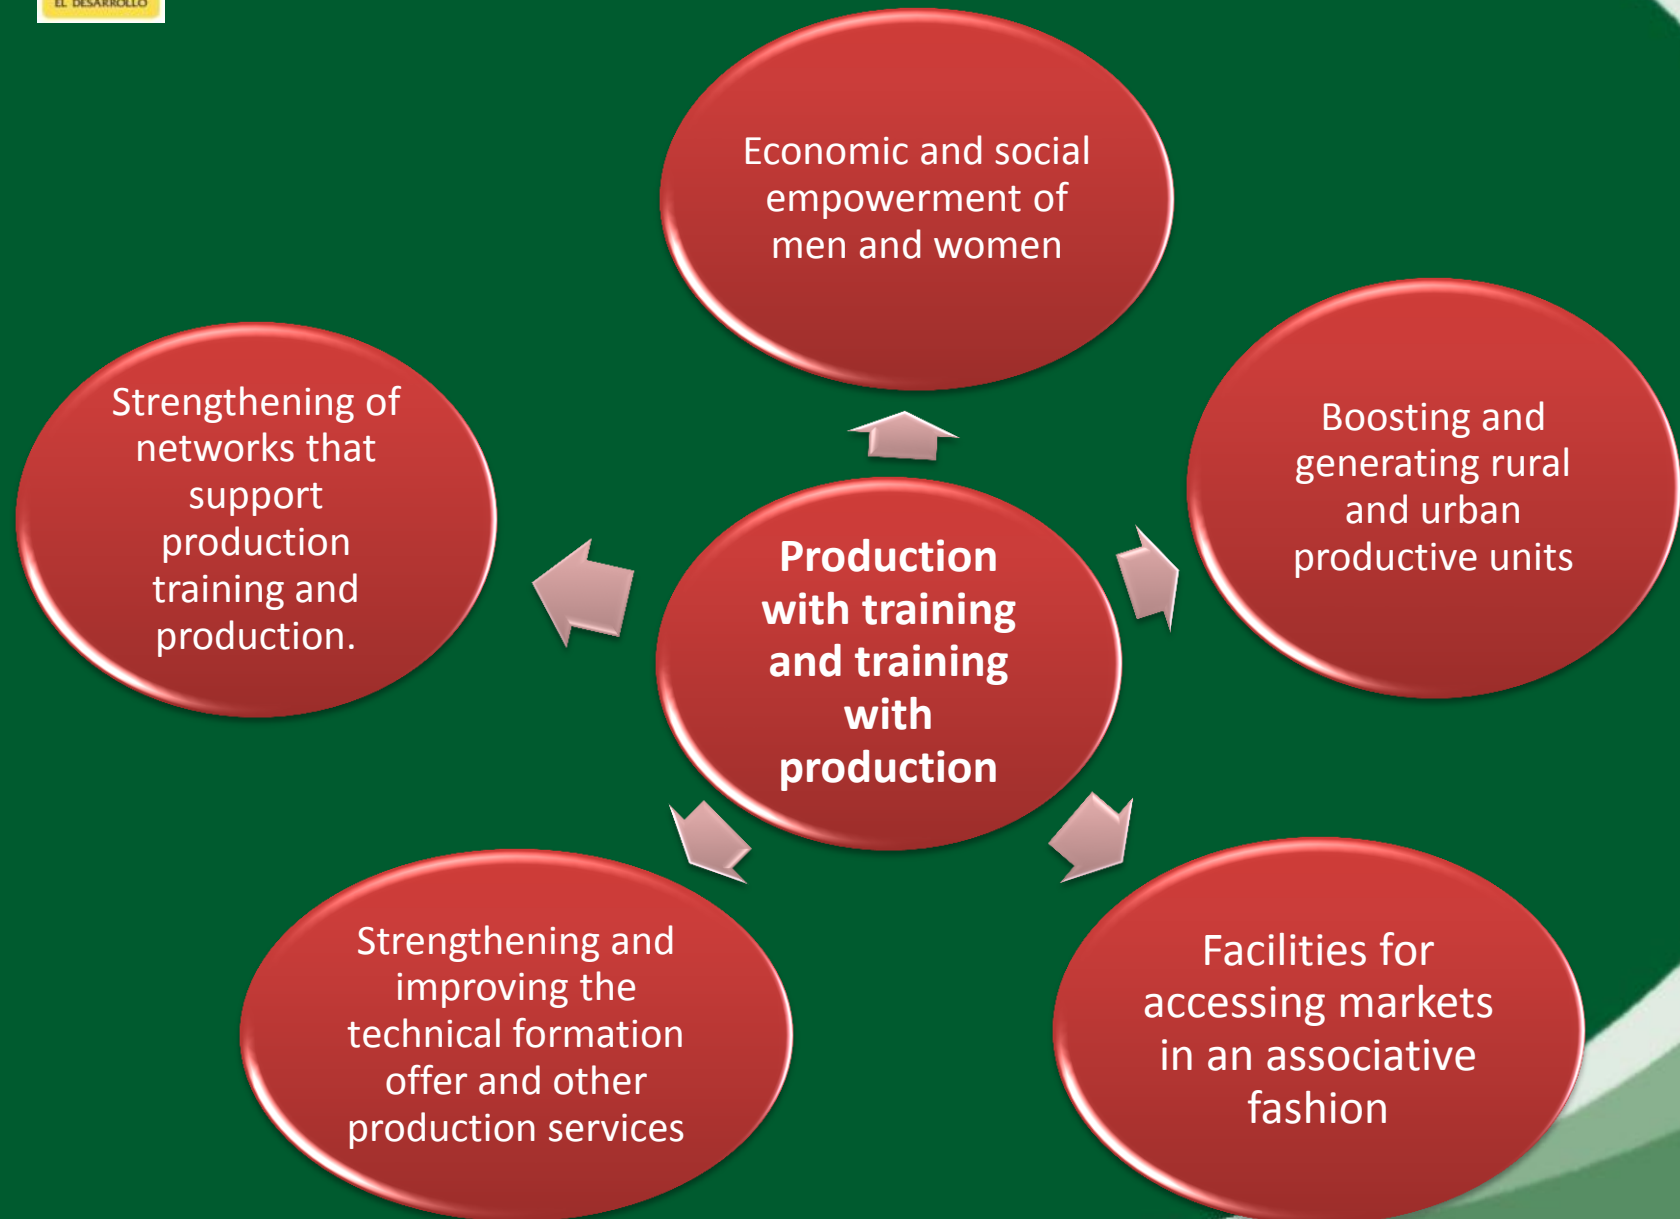 EL DESARROLLO
Economic and social
empowerment of
men and women
Strengthening of
networks that
support
production
training and
production.
Boosting and
generating rural
and urban
productive units
Production
with training
and training
with
production
Strengthening and
improving the
technical formation
offer and other
production services
Facilities for
accessing markets
in an associative
fashion